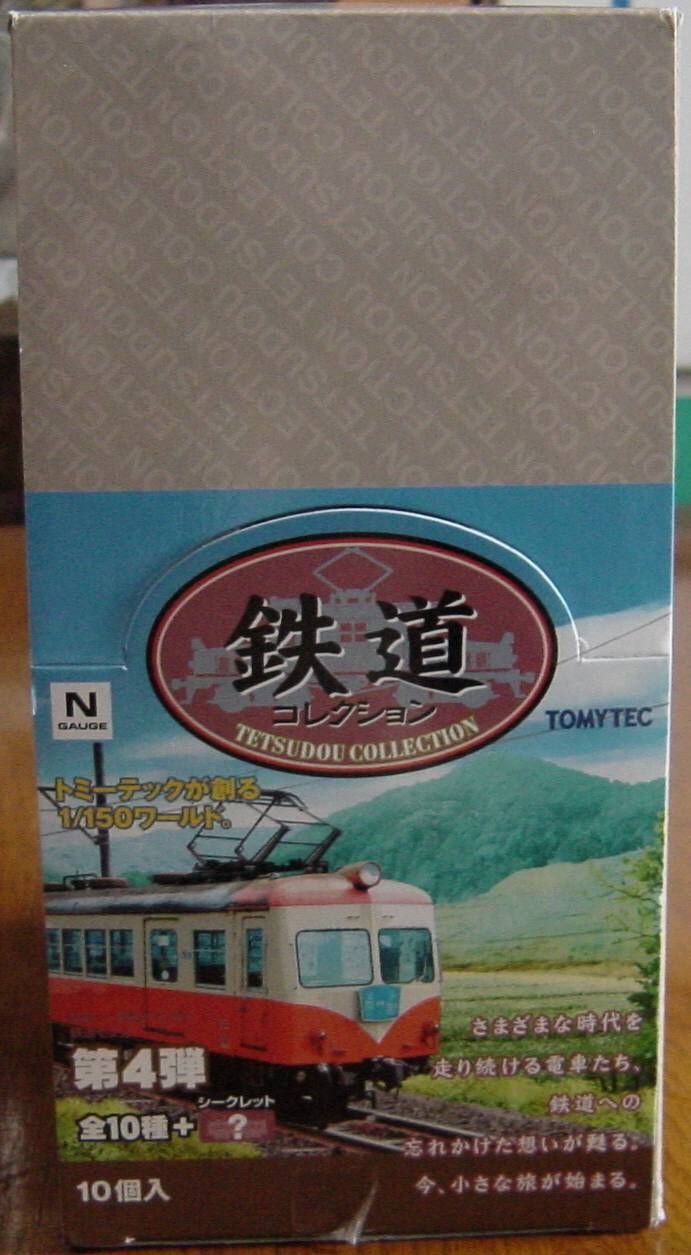 TETSUDOU COLLECTION
鉄道
コレクション
TETSUDOU COLLECTION
N
GAUGE
TOMYTEC
トミーテックが創る
1/150ワールド。
さまざまな時代を
走り続ける電車たち、
鉄道への
忘れかけた想いが甦る。
今、小さな旅が始まる。
第4弾
シークレット
全10種+?
10個入